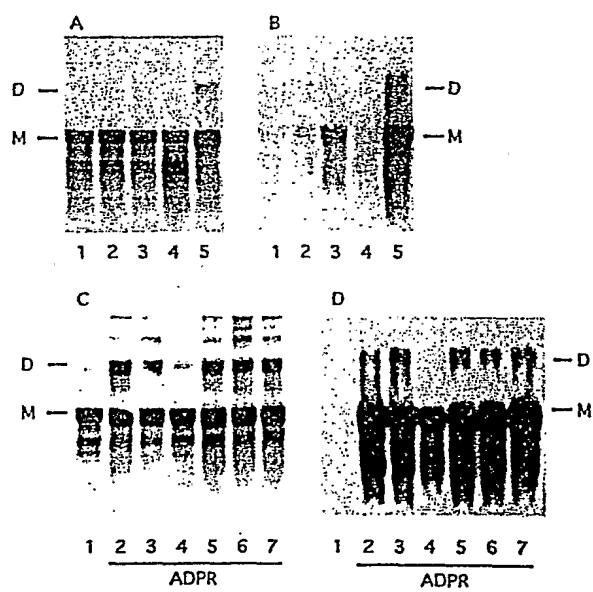 A B
D — — D
M — — M
1 2 3 4 5 1 2 3 4 5
C D
D — — D
M — — M
1 2 3 4 5 6 7 1 2 3 4 5 6 7
ADPR ADPR